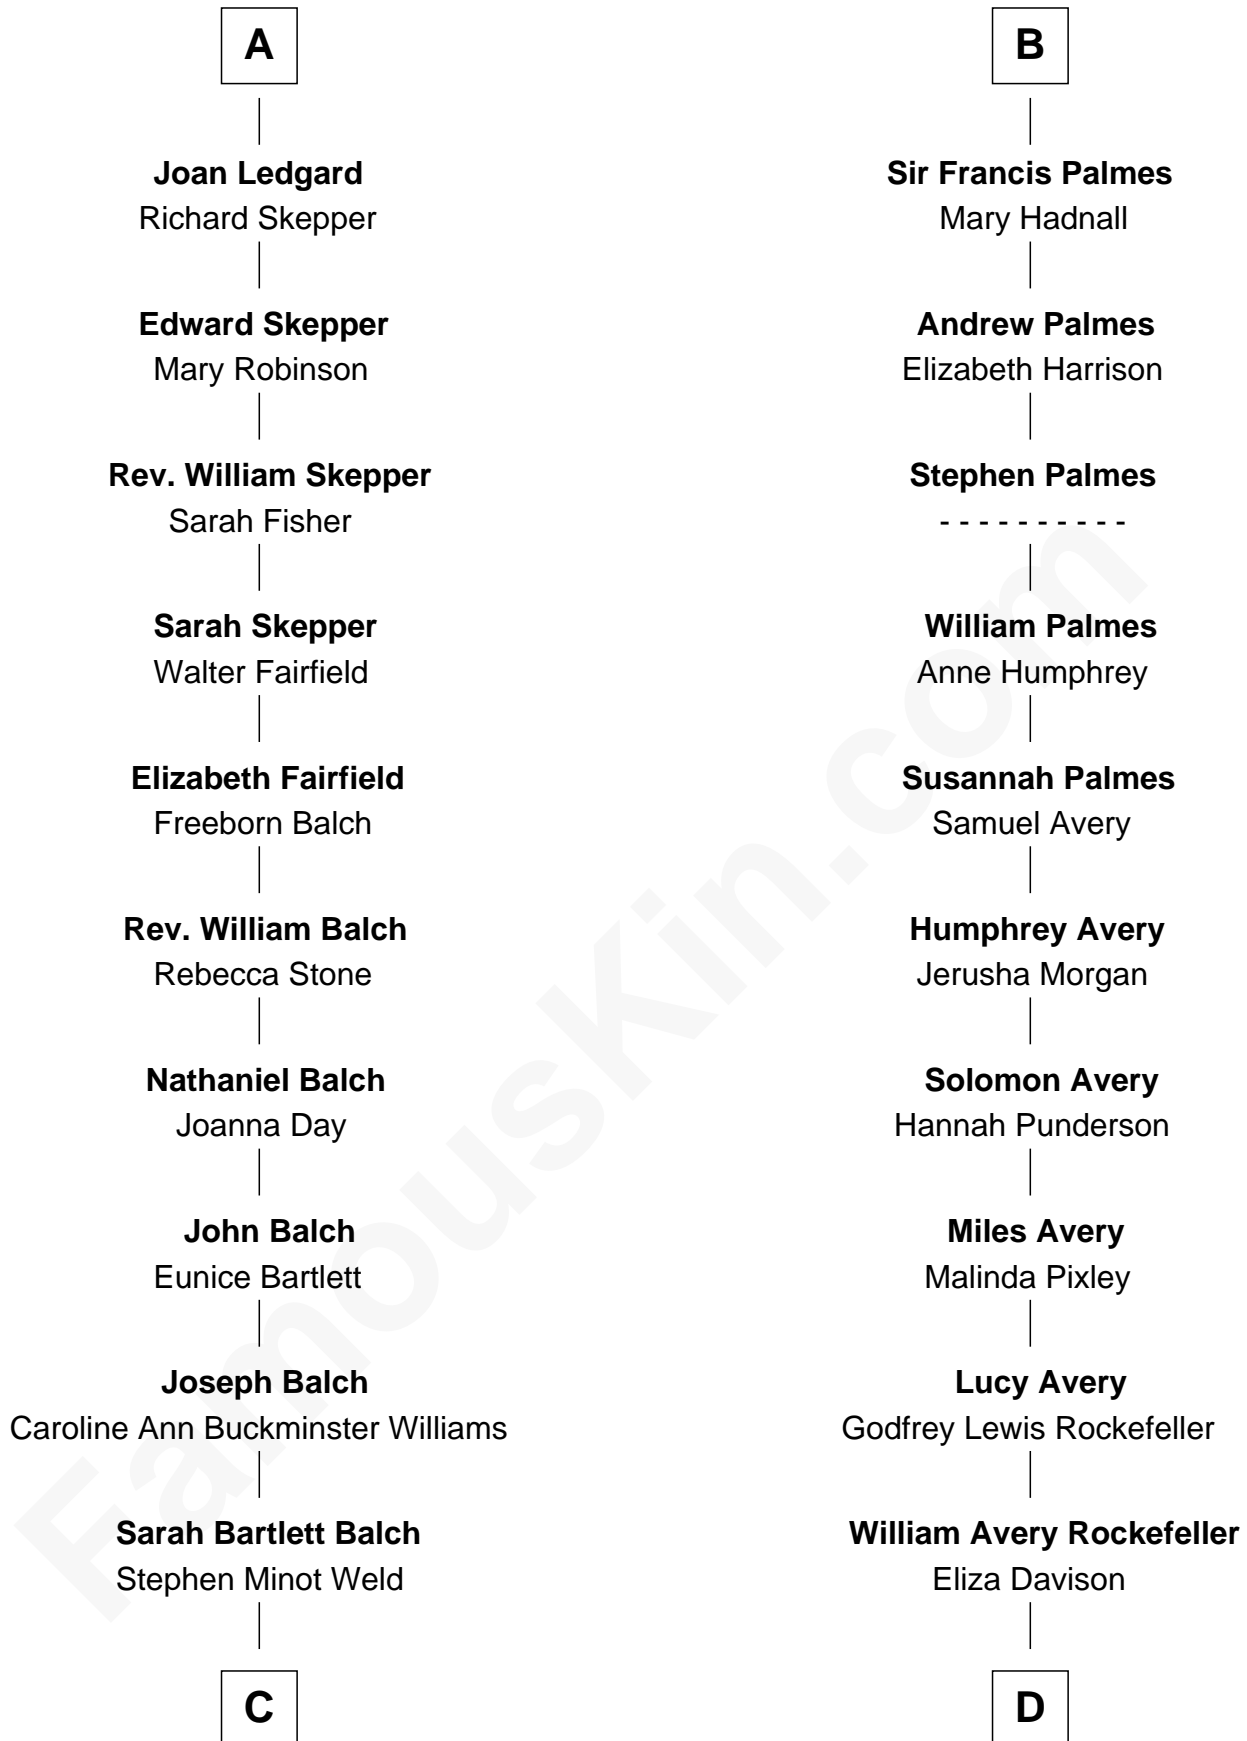 A
Joan Ledgard
Richard Skepper
Edward Skepper
Mary Robinson
Rev. William Skepper
Sarah Fisher
Sarah Skepper
Walter Fairfield
Elizabeth Fairfield
Freeborn Balch
Rev. William Balch
Rebecca Stone
Nathaniel Balch
Joanna Day
John Balch
Eunice Bartlett
Joseph Balch
Caroline Ann Buckminster Williams
Sarah Bartlett Balch
Stephen Minot Weld
C
B
Sir Francis Palmes
Mary Hadnall
Andrew Palmes
Elizabeth Harrison
Stephen Palmes
- - - - - - - - - -
William Palmes
Anne Humphrey
Susannah Palmes
Samuel Avery
Humphrey Avery
Jerusha Morgan
Solomon Avery
Hannah Punderson
Miles Avery
Malinda Pixley
Lucy Avery
Godfrey Lewis Rockefeller
William Avery Rockefeller
Eliza Davison
D
FamousKin.com